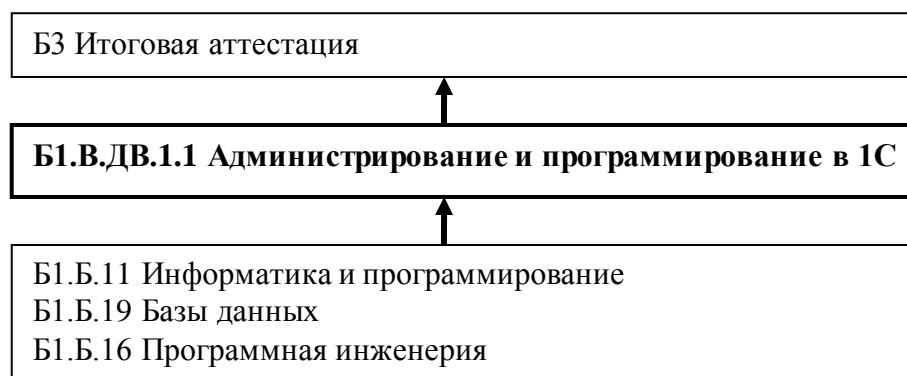 Б3 Итоговая аттестация
Б1.В.ДВ.1.1 Администрирование и программирование в 1С
Б1.Б.11 Информатика и программирование
Б1.Б.19 Базы данных
Б1.Б.16 Программная инженерия